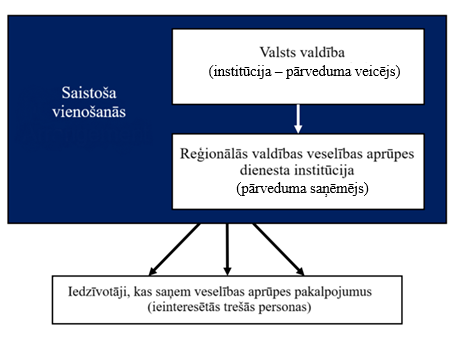 Saistoša
vienošanās
Valsts valdība
(institūcija – pārveduma veicējs)
Reģionālās valdības veselības aprūpes
dienesta institūcija
(pārveduma saņēmējs)
Iedzīvotāji, kas saņem veselības aprūpes pakalpojumus
(ieinteresētās trešās personas)